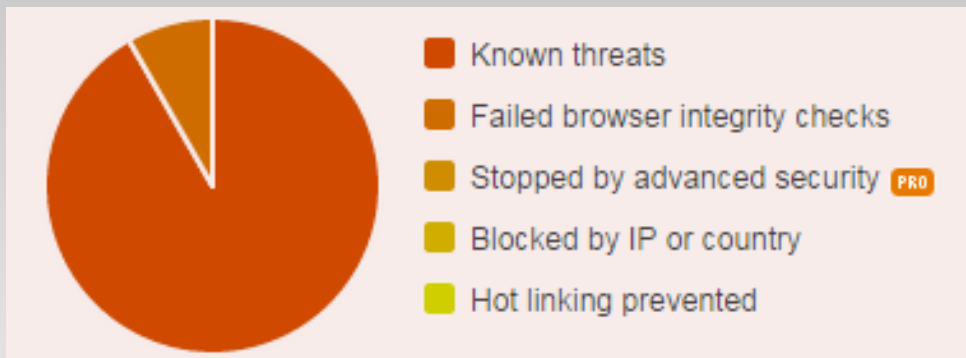 Known threats
Failed browser integrity checks
Stopped by advanced security PRO
Blocked by IP or country
Hot linking prevented